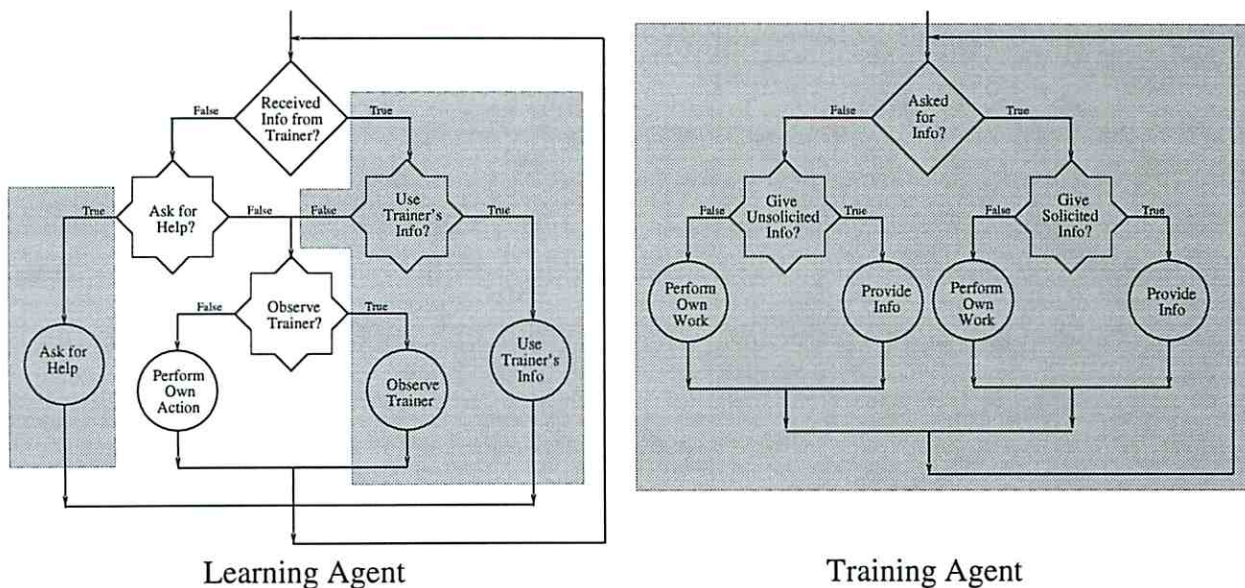 Received
Info from
Trainer?
False
True
Ask for
Help?
True
False
False
Use
Trainer's
Info?
True
Observe
Trainer?
False
True
Ask for
Help
Perform
Own
Action
Observe
Trainer
Use
Trainer's
Info
Learning Agent
Asked
for
Info?
False
True
Give
Unsolicited
Info?
False
True
Give
Solicited
Info?
False
True
Perform
Own
Work
Provide
Info
Perform
Own
Work
Provide
Info
Training Agent